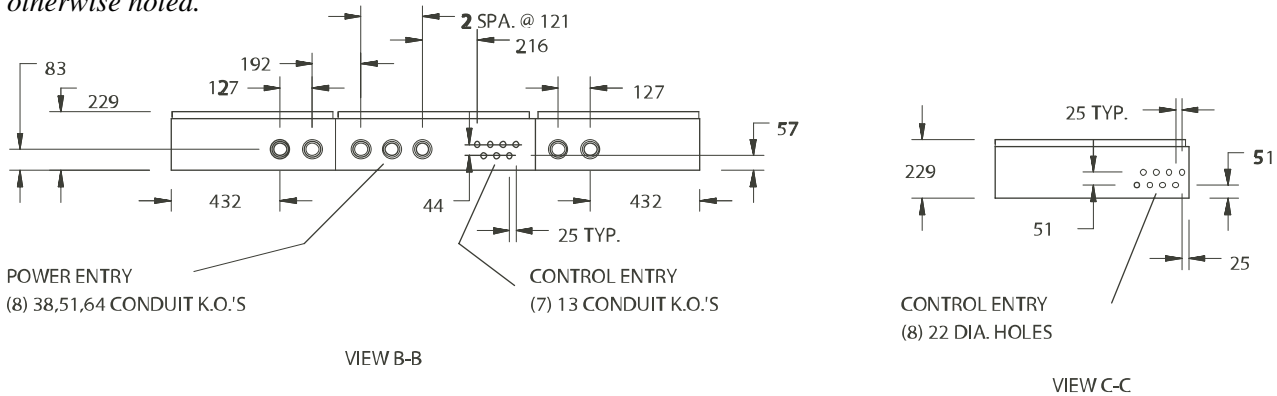 otherwise noted.
2 SPA. @ 121
216
192
83
127
127
229
57
432
44
432
25 TYP.
POWER ENTRY
(8) 38,51,64 CONDUIT K.O.'S
CONTROL ENTRY
(7) 13 CONDUIT K.O.'S
VIEW B-B
25 TYP.
51
229
51
25
CONTROL ENTRY
(8) 22 DIA. HOLES
VIEW C-C